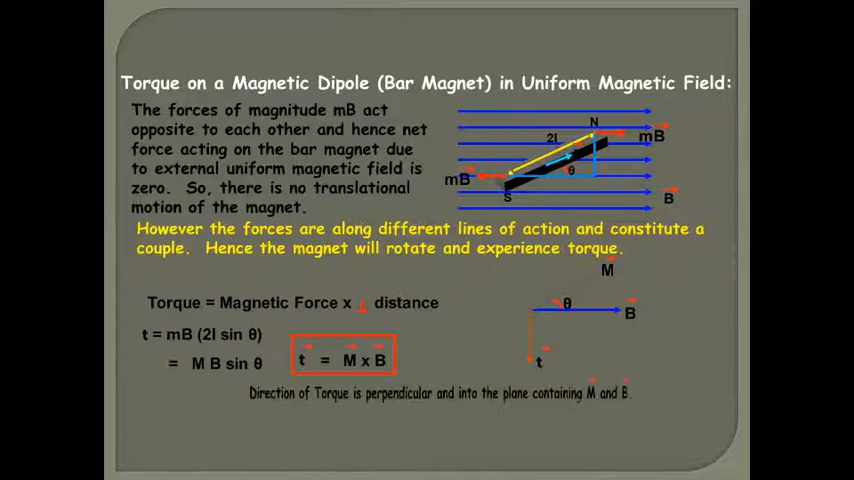 Torque on a Magnetic Dipole (Bar Magnet) in Uniform Magnetic Field:
The forces of magnitude mB act
opposite to each other and hence net
force acting on the bar magnet due
to external uniform magnetic field is
zero. So, there is no translational
motion of the magnet.
N
2l
mB
θ
mB
S
B
However the forces are along different lines of action and constitute a
couple. Hence the magnet will rotate and experience torque.
M
Torque = Magnetic Force x ⊥ distance
θ
B
t = mB (2l sin θ)
= M B sin θ
t = M x B
t
Direction of Torque is perpendicular and into the plane containing M and B.